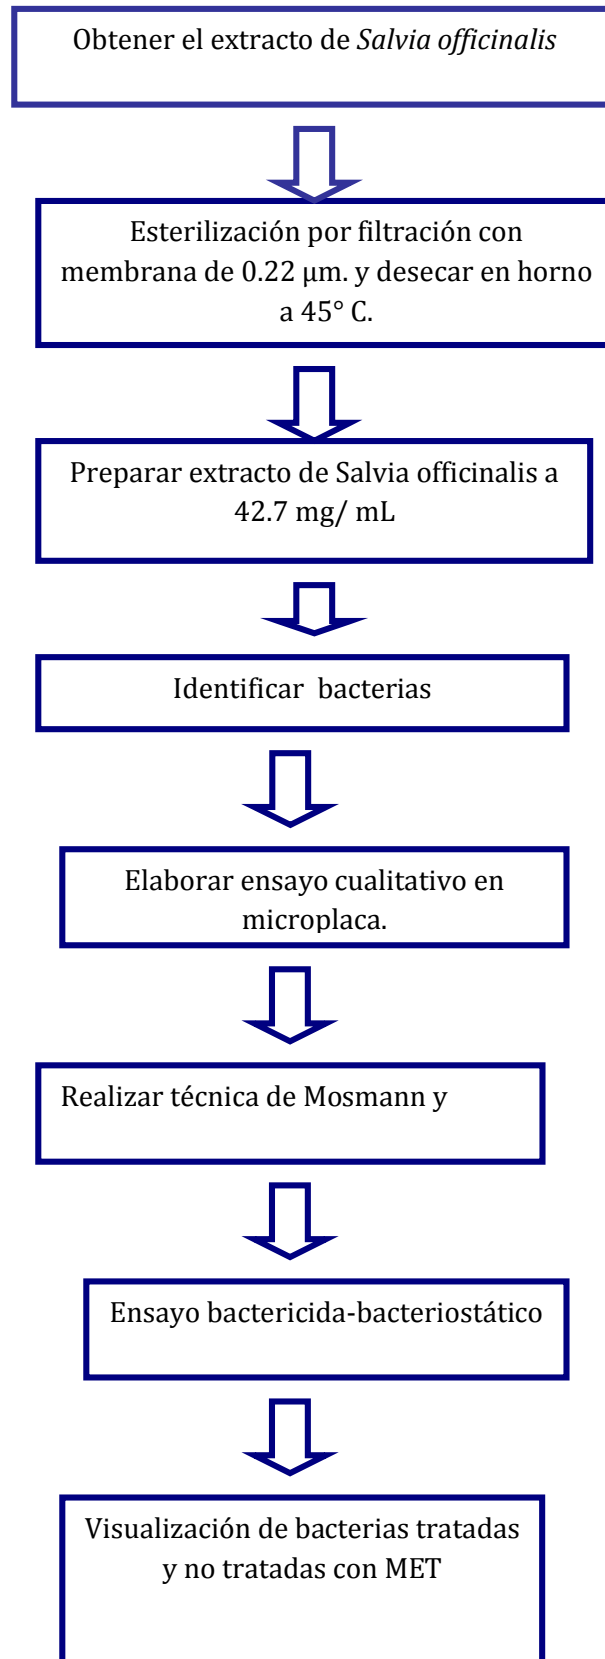 Obtener el extracto de Salvia officinalis
Esterilización por filtración con
membrana de 0.22 µm. y desecar en horno
a 45° C.
Preparar extracto de Salvia officinalis a
42.7 mg/ mL
Identificar  bacterias
Elaborar ensayo cualitativo en
microplaca.
Realizar técnica de Mosmann y
Ensayo bactericida-bacteriostático
Visualización de bacterias tratadas
y no tratadas con MET